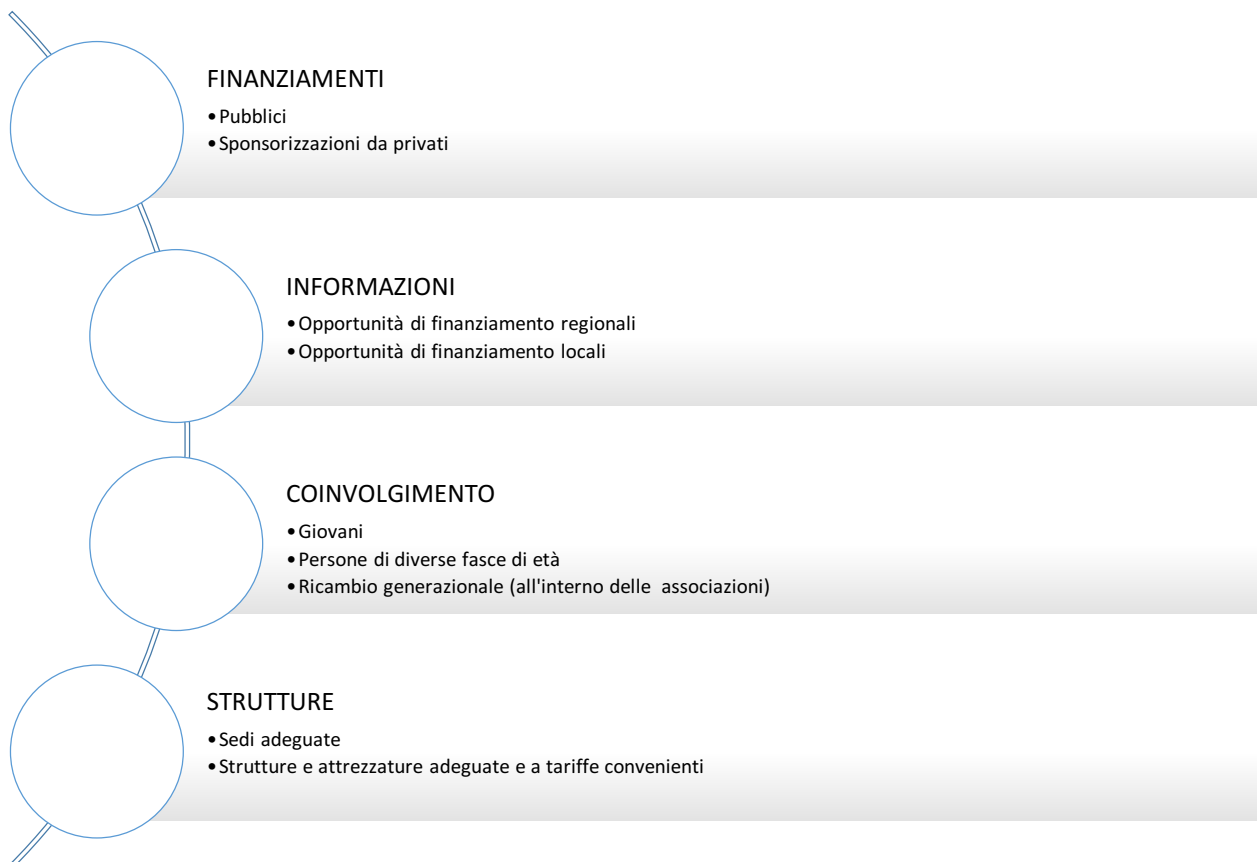 FINANZIAMENTI
•Pubblici
•Sponsorizzazioni da privati
INFORMAZIONI
•Opportunità di finanziamento regionali
•Opportunità di finanziamento locali
COINVOLGIMENTO
•Giovani
•Persone di diverse fasce di età
•Ricambio generazionale (all'interno delle  associazioni)
STRUTTURE
•Sedi adeguate
•Strutture e attrezzature adeguate e a tariffe convenienti